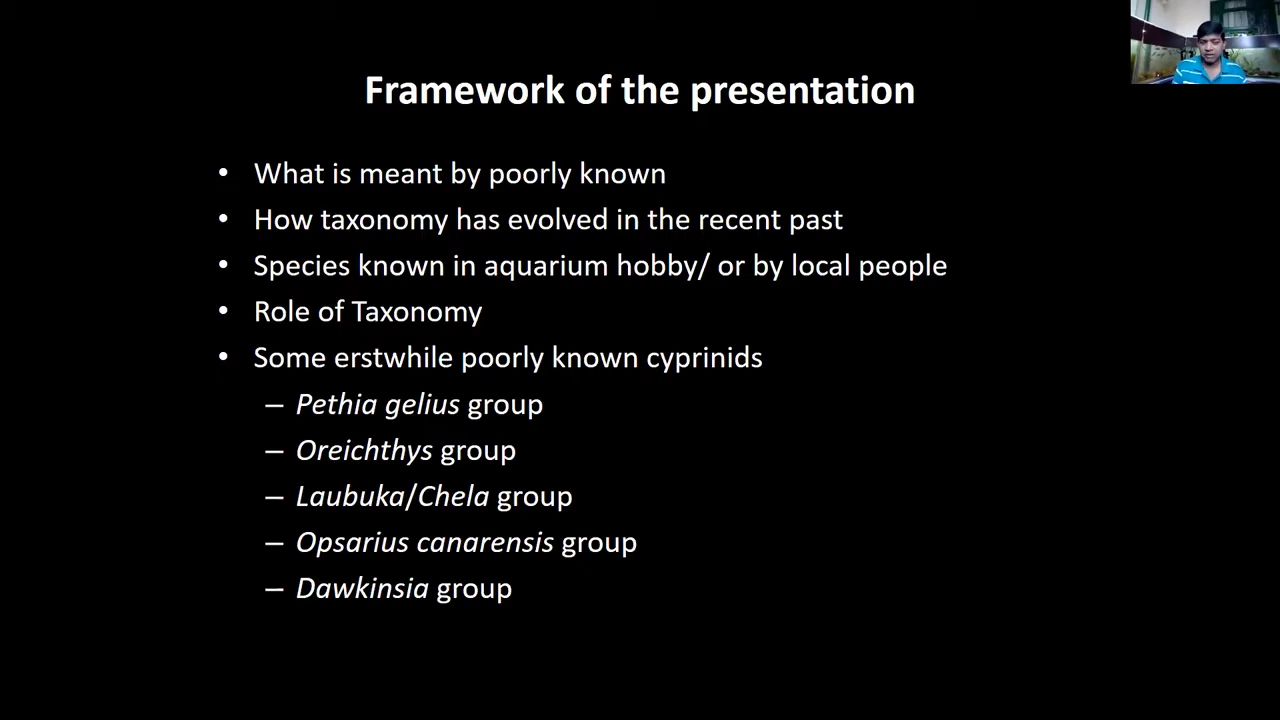 Framework of the presentation
• What is meant by poorly known
• How taxonomy has evolved in the recent past
• Species known in aquarium hobby/ or by local people
• Role of Taxonomy
• Some erstwhile poorly known cyprinids
– Pethia gelius group
– Oreichthys group
– Laubuka/Chela group
– Opsarius canarensis group
– Dawkinsia group